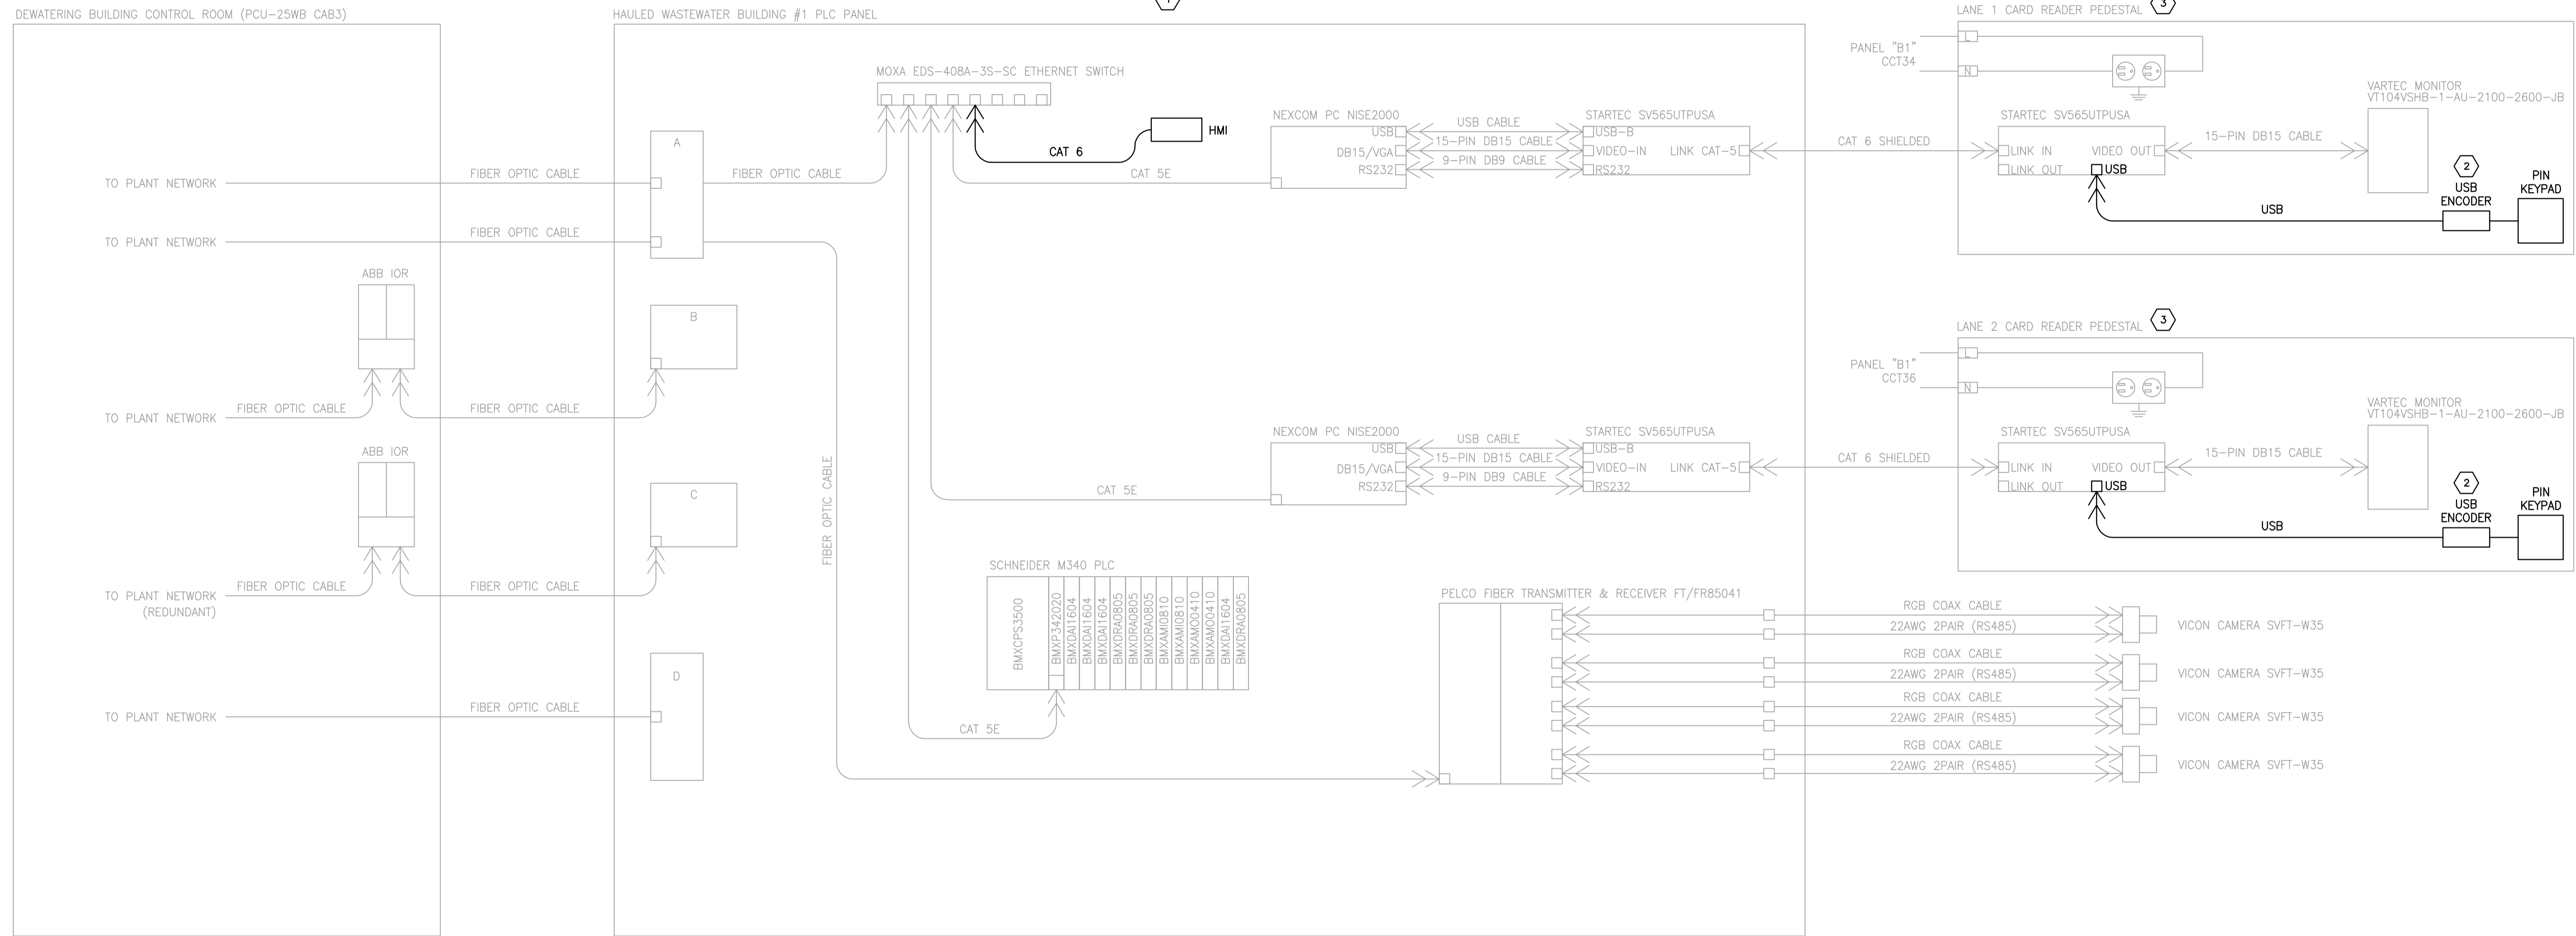 DEWATERING BUILDING CONTROL ROOM (PCU-25WB CAB3)
TO PLANT NETWORK
FIBER OPTIC CABLE
TO PLANT NETWORK
FIBER OPTIC CABLE
ABB IOR
TO PLANT NETWORK
FIBER OPTIC CABLE
FIBER OPTIC CABLE
ABB IOR
TO PLANT NETWORK
(REDUNDANT)
FIBER OPTIC CABLE
FIBER OPTIC CABLE
TO PLANT NETWORK
FIBER OPTIC CABLE
HAULED WASTEWATER BUILDING #1 PLC PANEL
A
B
C
D
FIBER OPTIC CABLE
FIBER OPTIC CABLE
MOXA EDS-408A-3S-SC ETHERNET SWITCH
CAT 6
HMI
CAT 5E
NEXCOM PC NISE2000
USB
DB15/VGA
RS232
USB CABLE
15-PIN DB15 CABLE
9-PIN DB9 CABLE
STARTEC SV565UTPUSA
USB-B
VIDEO-IN
LINK CAT-5
RS232
CAT 5E
NEXCOM PC NISE2000
USB
DB15/VGA
RS232
USB CABLE
15-PIN DB15 CABLE
9-PIN DB9 CABLE
STARTEC SV565UTPUSA
USB-B
VIDEO-IN
LINK CAT-5
RS232
SCHNEIDER M340 PLC
BMXCPS3500
BMXP342020
BMXDAI1604
BMXDAI1604
BMXDAI1604
BMXDRA0805
BMXDRA0805
BMXDRA0805
BMXAMI0810
BMXAMI0810
BMXAMO0410
BMXAMO0410
BMXDAI1604
BMXDRA0805
CAT 5E
PELCO FIBER TRANSMITTER & RECEIVER FT/FR85041
RGB COAX CABLE
22AWG 2PAIR (RS485)
VICON CAMERA SVFT-W35
RGB COAX CABLE
22AWG 2PAIR (RS485)
VICON CAMERA SVFT-W35
RGB COAX CABLE
22AWG 2PAIR (RS485)
VICON CAMERA SVFT-W35
RGB COAX CABLE
22AWG 2PAIR (RS485)
VICON CAMERA SVFT-W35
LANE 1 CARD READER PEDESTAL
3
PANEL "B1"
CCT34
L
N
CAT 6 SHIELDED
STARTEC SV565UTPUSA
LINK IN
VIDEO OUT
LINK OUT
USB
15-PIN DB15 CABLE
VARTEC MONITOR
VT104VSHB-1-AU-2100-2600-JB
2
USB
ENCODER
PIN
KEYPAD
USB
LANE 2 CARD READER PEDESTAL
3
PANEL "B1"
CCT36
L
N
CAT 6 SHIELDED
STARTEC SV565UTPUSA
LINK IN
VIDEO OUT
LINK OUT
USB
15-PIN DB15 CABLE
VARTEC MONITOR
VT104VSHB-1-AU-2100-2600-JB
2
USB
ENCODER
PIN
KEYPAD
USB